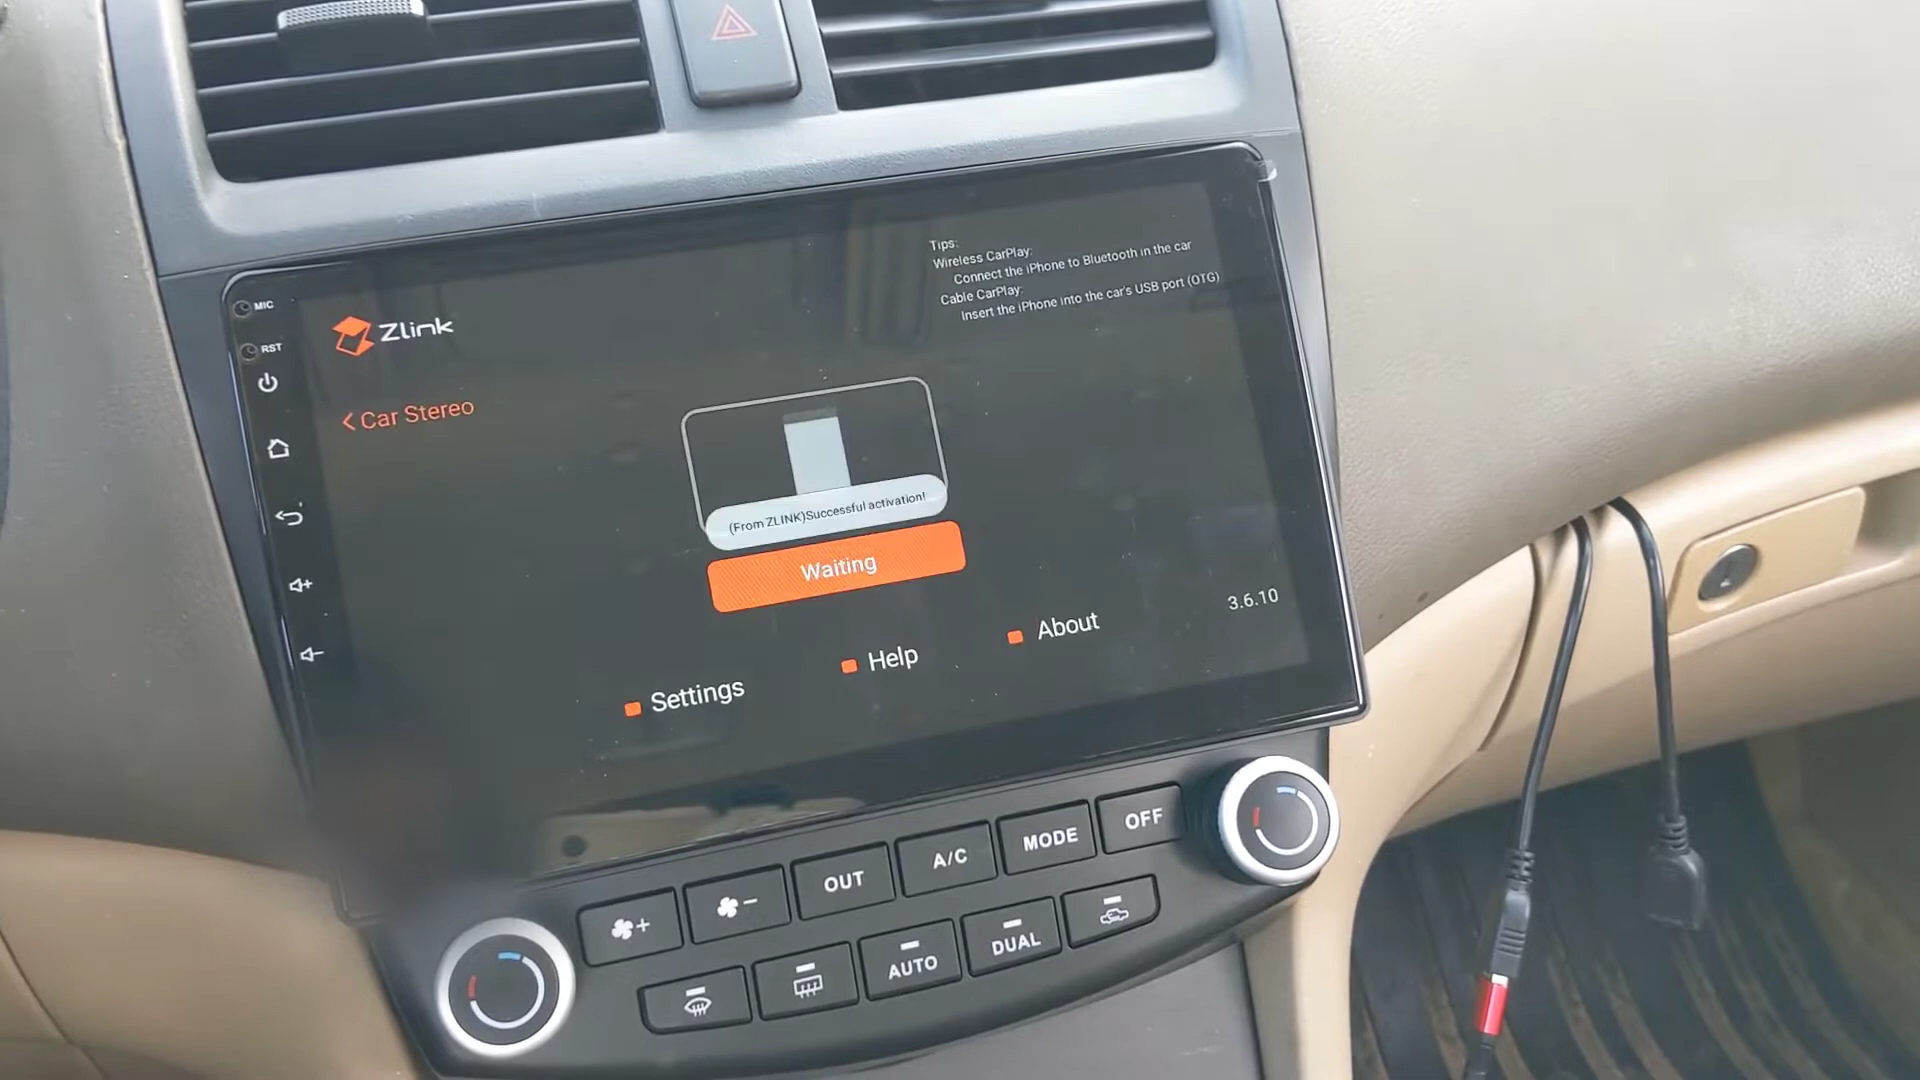 Tips:
Wireless CarPlay:
Connect the iPhone to Bluetooth in the car
Cable CarPlay:
Insert the iPhone into the car's USB port (OTG)
MIC
RST
Zlink
Car Stereo
(From ZLINK)Successful activation!
Waiting
3.6.10
Settings
Help
About
+
-
OUT
A/C
MODE
OFF
AUTO
DUAL